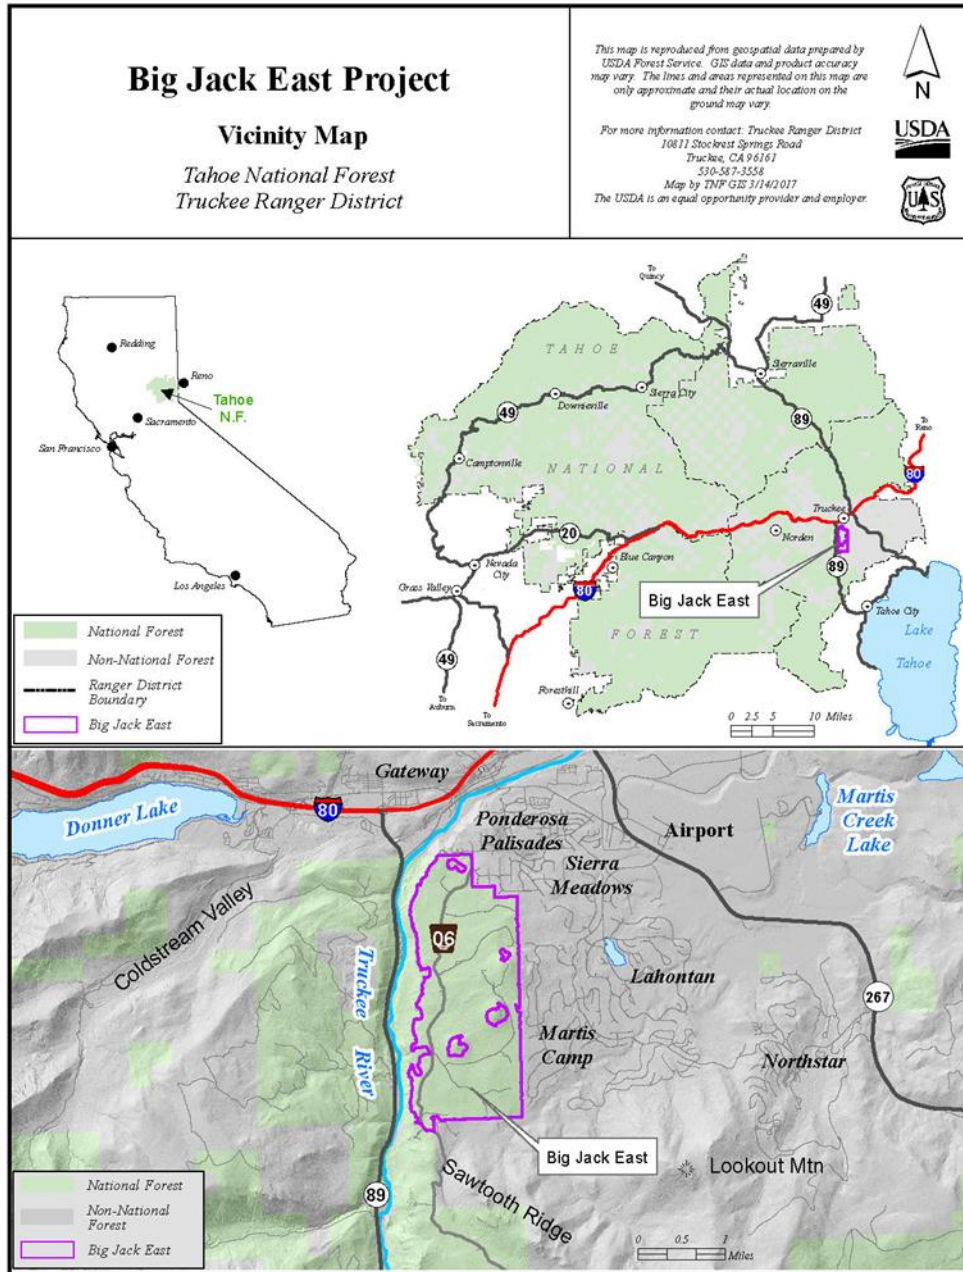 Big Jack East Project
Vicinity Map
Tahoe National Forest
Truckee Ranger District
This map is reproduced from geospatial data prepared by
USDA Forest Service. GIS data and product accuracy
may vary. The lines and areas represented on this map are
only approximate and their actual location on the
ground may vary.
For more information contact: Truckee Ranger District
10811 Stockrest Springs Road
Truckee, CA 96161
530-587-3558
Map by TNF GIS 3/14/2017
The USDA is an equal opportunity provider and employer.
N
USDA
U S
Redding
Reno
Tahoe
N.F.
Sacramento
San Francisco
Los Angeles
National Forest
Non-National Forest
Ranger District
Boundary
Big Jack East
To
Quincy
49
TAHOE
Sierraville
Sierra City
Downieville
49
89
To
Reno
Camptonville
NATIONAL
80
Truckee
20
Norden
Blue Canyon
Nevada
City
89
Grass Valley
80
Big Jack East
Tahoe City
FOREST
Lake
Tahoe
49
Foresthill
To
Auburn
To
Sacramento
0 2.5 5 10 Miles
Gateway
Donner Lake
80
Ponderosa
Palisades
Airport
Martis
Creek
Lake
Sierra
Meadows
Coldstream Valley
06
Truckee
River
Lahontan
267
Martis
Camp
Northstar
Big Jack East
Lookout Mtn
Sawtooth Ridge
89
National Forest
Non-National
Forest
Big Jack East
0 0.5 1
Miles